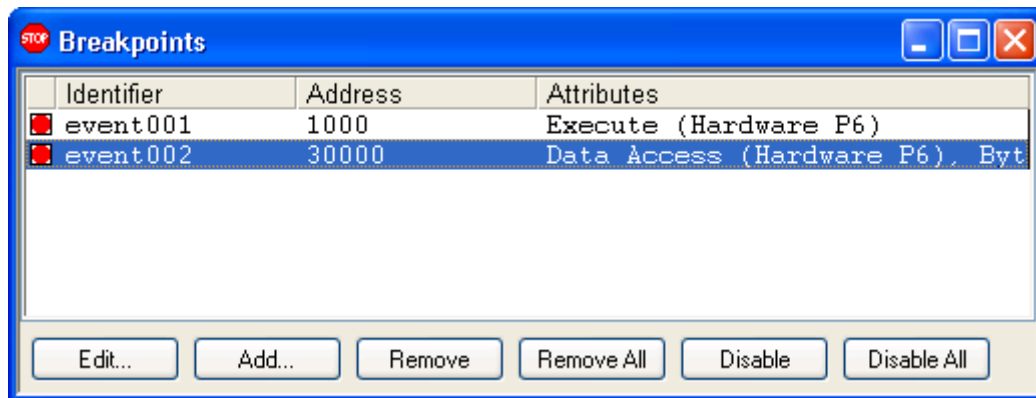 STOP Breakpoints
Identifier Address Attributes
event001 1000 Execute (Hardware P6)
event002 30000 Data Access (Hardware P6), Byt
Edit... Add... Remove Remove All Disable Disable All